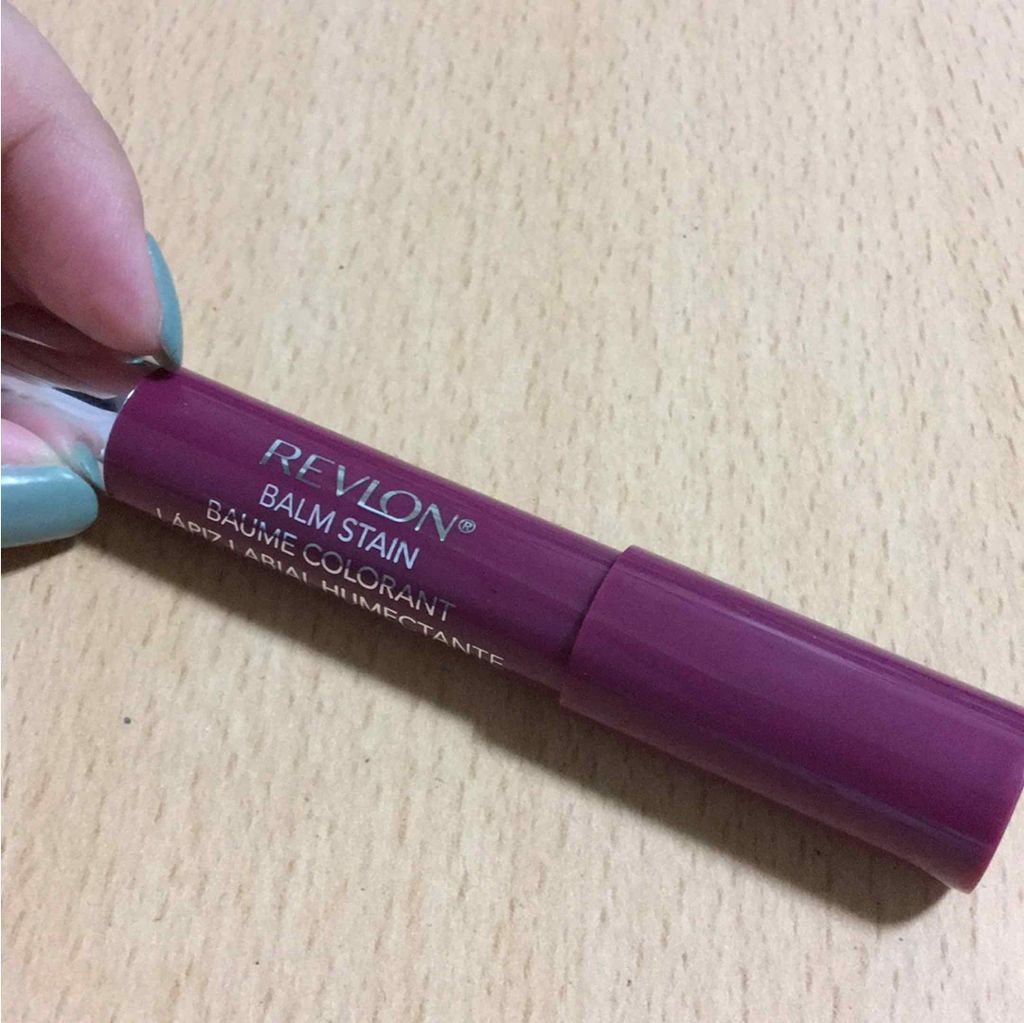 REVLON®
BALM STAIN
BAUME COLORANT
LÁPIZ LABIAL HUMECTANTE